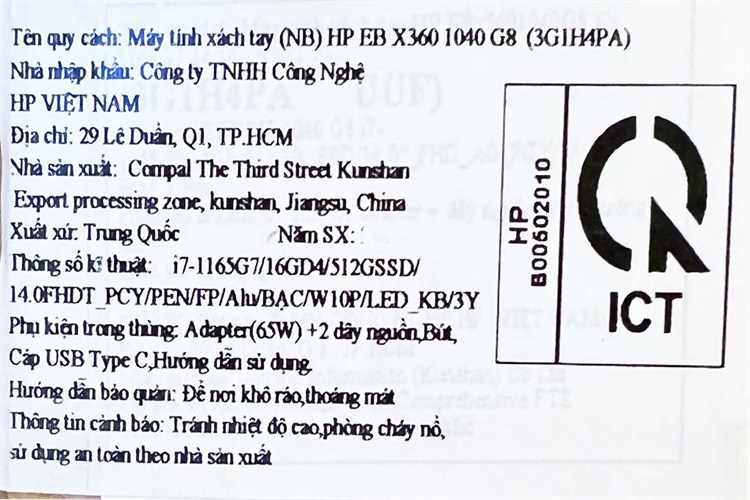 Tên quy cách: Máy tính xách tay (NB) HP EB X360 1040 G8 (3G1H4PA)
Nhà nhập khẩu: Công ty TNHH Công Nghệ
HP VIỆT NAM
Địa chỉ: 29 Lê Duẩn, Q1, TP.HCM
Nhà sản xuất: Compal The Third Street Kunshan
Export processing zone, kunshan, Jiangsu, China
Xuất xứ: Trung Quốc Năm SX:
Thông số kĩ thuật: i7-1165G7/16GD4/512GSSD/
14.0FHDT PCY/PEN/FP/Alu/BAC/W10P/LED KB/3Y
Phụ kiện trong thùng: Adapter(65W) +2 dây nguồn,Bút,
Cáp USB Type C,Hướng dẫn sử dụng
Hướng dẫn bảo quản: Để nơi khô ráo,thoáng mát
Thông tin cảnh báo: Tránh nhiệt độ cao,phòng cháy nổ,
sử dụng an toàn theo nhà sản xuất
HP
B00502010
ICT